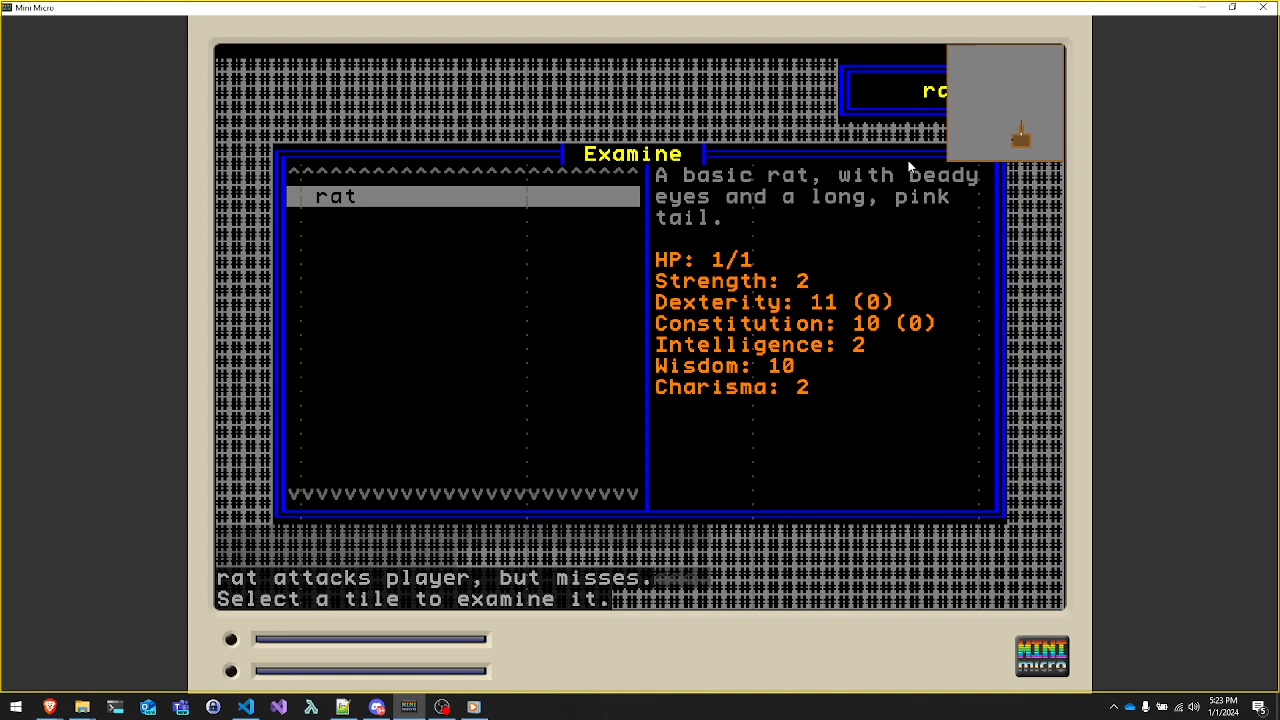 Mini Micro
Examine
rat
A basic rat, with beady
eyes and a long, pink
tail.
HP: 1/1
Strength: 2
Dexterity: 11 (0)
Constitution: 10 (0)
Intelligence: 2
Wisdom: 10
Charisma: 2
rat attacks player, but misses.
Select a tile to examine it.
MINI
micro
5:23 PM
1/1/2024